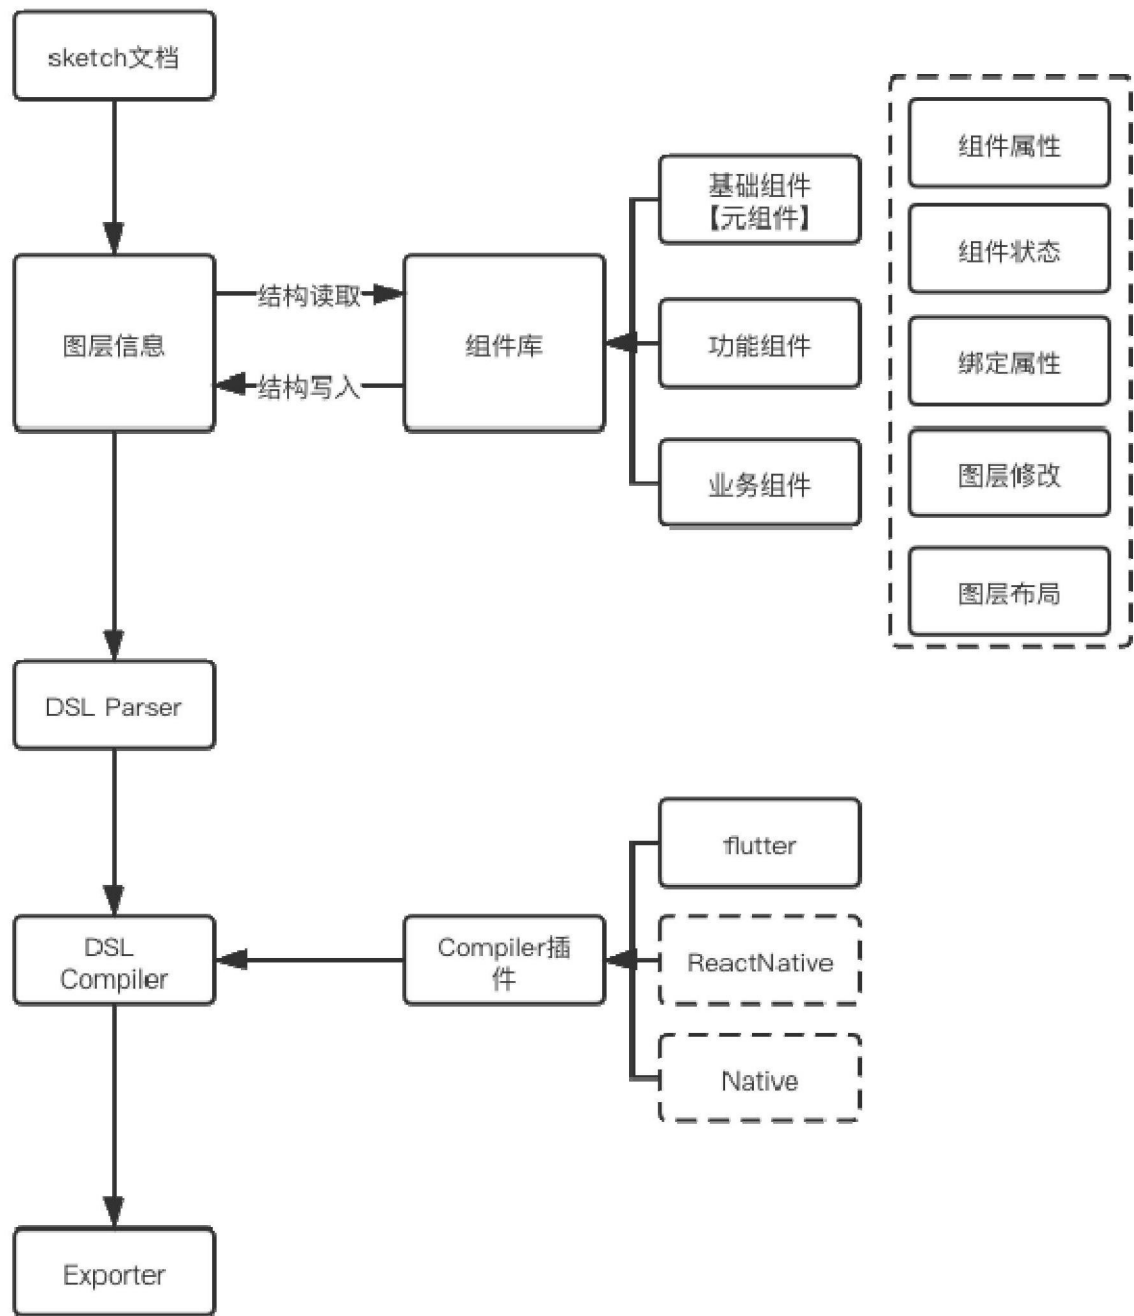 sketch文档
组件属性
基础组件
【元组件】
组件状态
图层信息
结构读取
结构写入
组件库
功能组件
绑定属性
业务组件
图层修改
图层布局
DSL Parser
flutter
DSL
Compiler
Compiler插
件
ReactNative
Native
Exporter